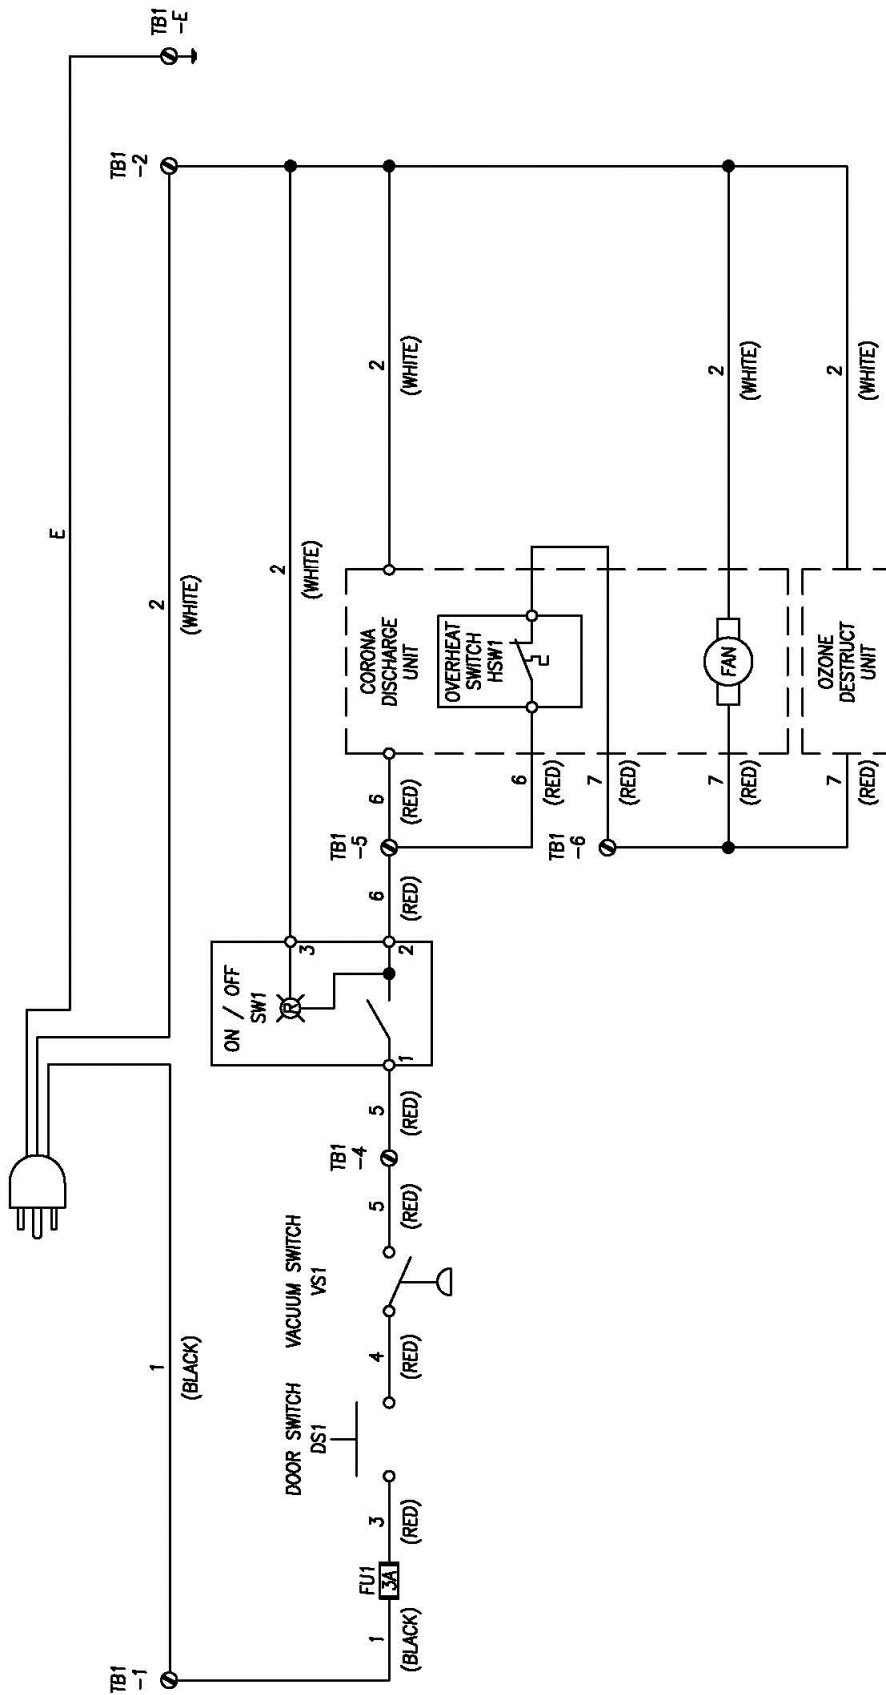 E
TB1
-1
1
(BLACK)
2
(WHITE)
TB1
-2
TB1
-E
ON / OFF
SW1
R
3
2
(WHITE)
DOOR SWITCH
DS1
VACUUM SWITCH
VS1
TB1
-4
TB1
-5
1
(BLACK)
FU1
3A
3
(RED)
4
(RED)
5
(RED)
5
(RED)
1
2
6
(RED)
6
(RED)
CORONA
DISCHARGE
UNIT
2
(WHITE)
OVERHEAT
SWITCH
HSW1
6
(RED)
TB1
-6
7
(RED)
7
(RED)
FAN
2
(WHITE)
7
(RED)
OZONE
DESTRUCT
UNIT
2
(WHITE)